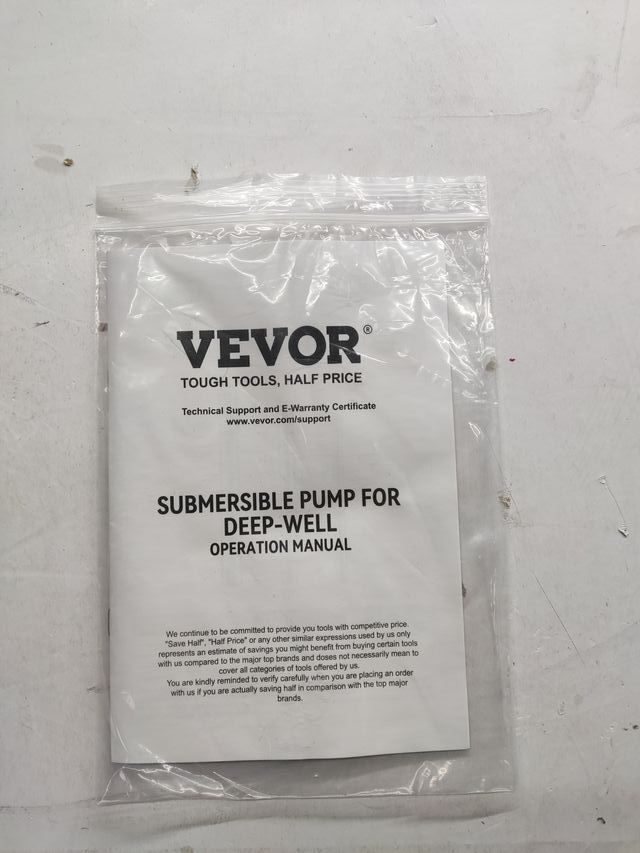 VEVOR®
TOUGH TOOLS, HALF PRICE
Technical Support and E-Warranty Certificate
www.vevor.com/support
SUBMERSIBLE PUMP FOR
DEEP-WELL
OPERATION MANUAL
We continue to be committed to provide you tools with competitive price.
"Save Half", "Half Price" or any other similar expressions used by us only
represents an estimate of savings you might benefit from buying certain tools
with us compared to the major top brands and doses not necessarily mean to
cover all categories of tools offered by us.
You are kindly reminded to verify carefully when you are placing an order
with us if you are actually saving half in comparison with the top major
brands.